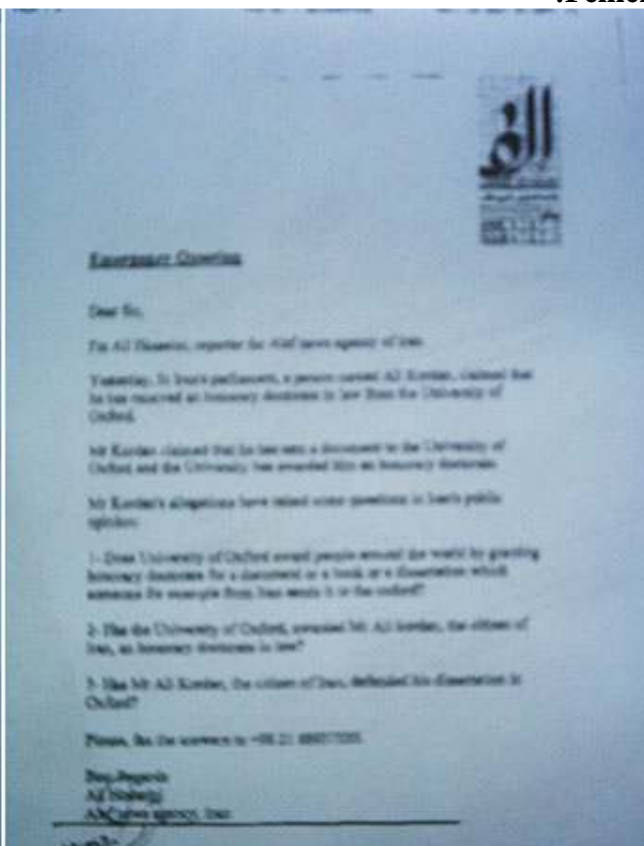 الف
Emergency Question
Dear Sir,
I'm Ali reporter for Alef news agency of Iran
Yesterday, In Iran's parliament, a person named Ali Kordan, claimed that
he has received an honorary doctorate in law from the University of
Oxford.
Mr Kordan claimed that he has sent a document to the University of
Oxford and the University has awarded him an honorary doctorate
Mr Kordan's allegations have raised some questions in Iran's public
opinion:
1- Does University of Oxford award people around the world by granting
honorary doctorate for a document or a book or a dissertation which
someone for example from Iran sends it to the oxford?
2- Has the University of Oxford, awarded Mr Ali kordan, the citizen of
Iran, an honorary doctorate in law?
3- Has Mr Ali Kordan, the citizen of Iran, defended his dissertation in
Oxford?
Please, fax the answers to +98 21
Best Regards
Ali
Alef news agency, Iran